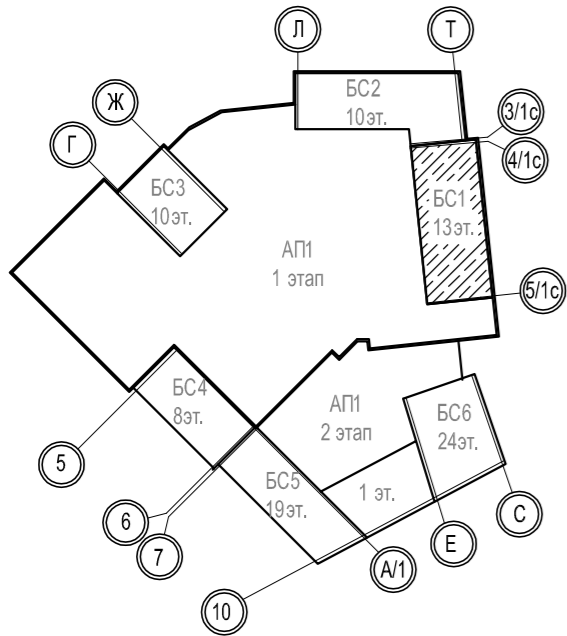 Л
Т
БС2
10эт.
3/1с
4/1с
Ж
Г
БС3
10эт.
БС1
13эт.
АП1
1 этап
5/1с
БС4
8эт.
АП1
2 этап
БС6
24эт.
5
БС5
19эт.
1 эт.
6
7
С
Е
А/1
10